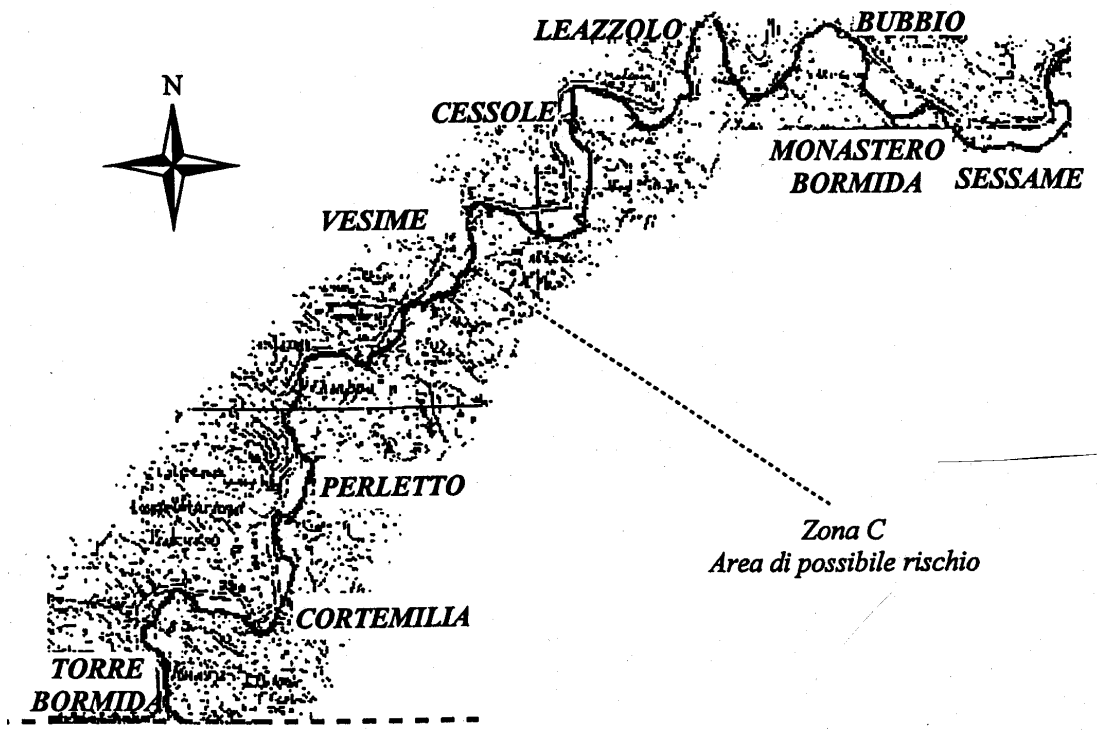 LEAZZOLO
BUBBIO
N
CESSOLE
MONASTERO
BORMIDA
SESSAME
VESIME
PERLETTO
Zona C
Area di possibile rischio
CORTEMILIA
TORRE
BORMIDA